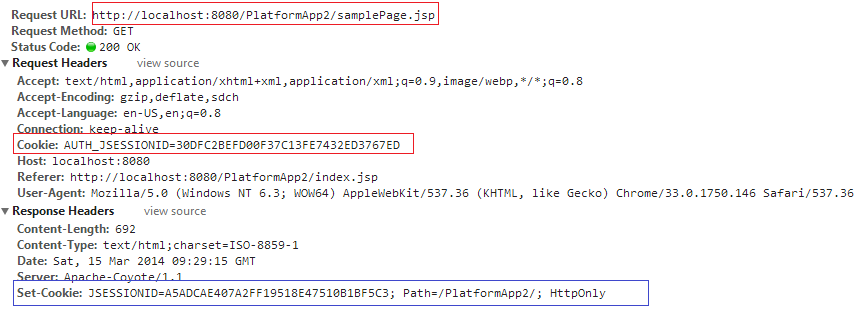 Request URL: http://localhost:8080/PlatformApp2/samplePage.jsp
Request Method: GET
Status Code: 200 OK
Request Headers view source
Accept: text/html,application/xhtml+xml,application/xml;q=0.9,image/webp,*/*;q=0.8
Accept-Encoding: gzip,deflate,sdch
Accept-Language: en-US,en;q=0.8
Connection: keep-alive
Cookie: AUTH_JSESSIONID=30DFC2BEFD00F37C13FE7432ED3767ED
Host: localhost:8080
Referer: http://localhost:8080/PlatformApp2/index.jsp
User-Agent: Mozilla/5.0 (Windows NT 6.3; WOW64) AppleWebKit/537.36 (KHTML, like Gecko) Chrome/33.0.1750.146 Safari/537.36
Response Headers view source
Content-Length: 692
Content-Type: text/html;charset=ISO-8859-1
Date: Sat, 15 Mar 2014 09:29:15 GMT
Server: Apache-Coyote/1.1
Set-Cookie: JSESSIONID=A5ADCAE407A2FF19518E47510B1BF5C3; Path=/PlatformApp2/; HttpOnly